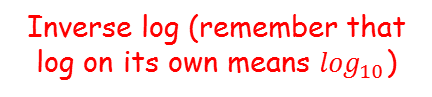 Inverse log (remember that
log on its own means log₁₀)